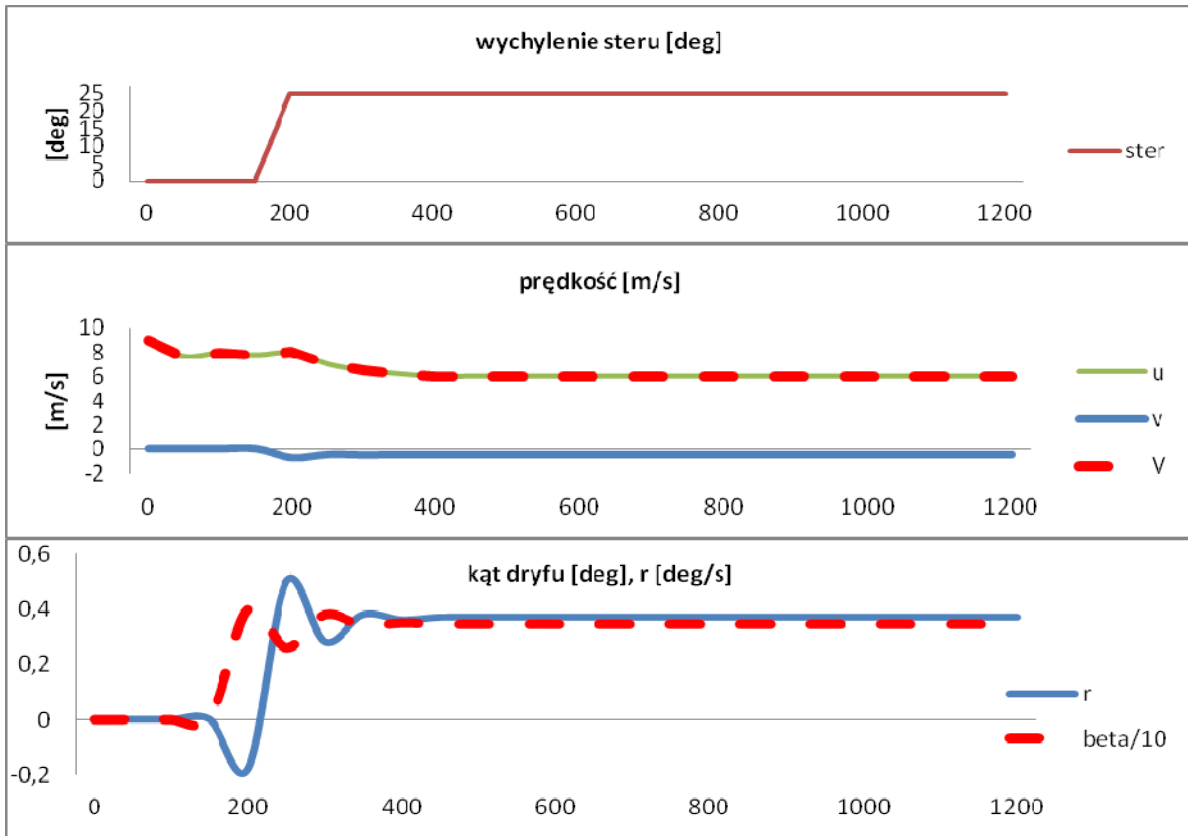 wychylenie steru [deg]
[deg]
25
20
15
10
5
0
0 200 400 600 800 1000 1200
ster
prędkość [m/s]
[m/s]
10
8
6
4
2
0
-2
0 200 400 600 800 1000 1200
u
v
V
kąt dryfu [deg], r [deg/s]
0,6
0,4
0,2
0
-0,2
0 200 400 600 800 1000 1200
r
beta/10